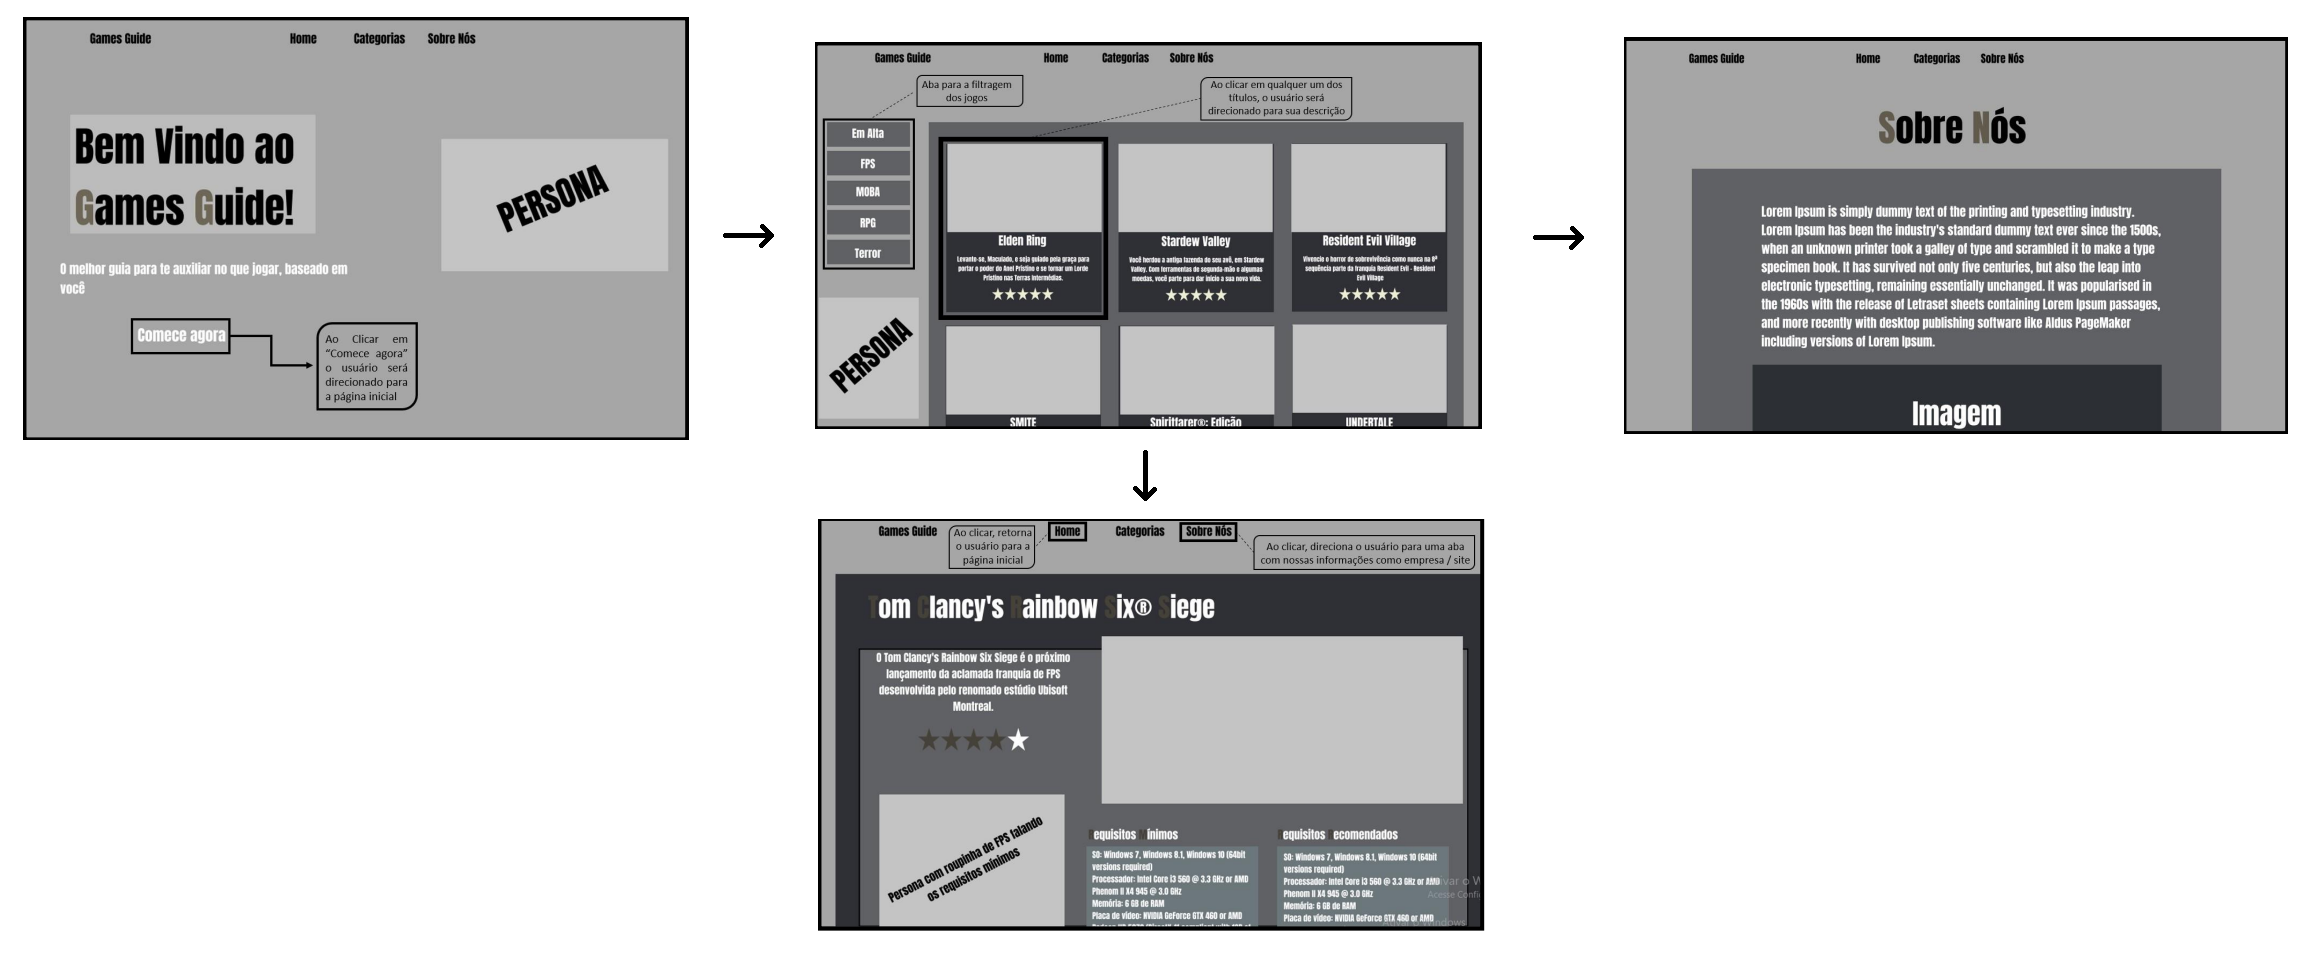 Games Guide Home Categorias Sobre Nós
Bem Vindo ao
Games Guide!
PERSONA
O melhor guia para te auxiliar no que jogar, baseado em
você
Comece agora
Ao Clicar em
“Comece agora”
o usuário será
direcionado para
a página inicial
Games Guide Home Categorias Sobre Nós
Aba para a filtragem
dos jogos
Ao clicar em qualquer um dos
títulos, o usuário será
direcionado para sua descrição
Em Alta
FPS
MOBA
RPG
Terror
PERSONA
Elden Ring
Levante-se, Maculado, e seja guiado pela graça para
portar o poder do Anel Prístino e se tornar um Lorde
Prístino nas Terras Intermédias.
★★★★★
Stardew Valley
Você herdou a antiga fazenda do seu avô, em Stardew
Valley. Com ferramentas de segunda-mão e algumas
moedas, você parte para dar início a sua nova vida.
★★★★★
Resident Evil Village
Vivencie o horror de sobrevivência como nunca na 8ª
sequência parte da franquia Resident Evil - Resident
Evil Village
★★★★★
SMITE
Spiritfarer®: Edição
UNDERTALE
Games Guide Home Categorias Sobre Nós
Sobre Nós
Lorem Ipsum is simply dummy text of the printing and typesetting industry.
Lorem Ipsum has been the industry's standard dummy text ever since the 1500s,
when an unknown printer took a galley of type and scrambled it to make a type
specimen book. It has survived not only five centuries, but also the leap into
electronic typesetting, remaining essentially unchanged. It was popularised in
the 1960s with the release of Letraset sheets containing Lorem Ipsum passages,
and more recently with desktop publishing software like Aldus PageMaker
including versions of Lorem Ipsum.
Imagem
Games Guide Home Categorias Sobre Nós
Ao clicar, retorna
o usuário para a
página inicial
Ao clicar, direciona o usuário para uma aba
com nossas informações como empresa / site
Tom Clancy's Rainbow Six® Siege
O Tom Clancy's Rainbow Six Siege é o próximo
lançamento da aclamada franquia de FPS
desenvolvida pelo renomado estúdio Ubisoft
Montreal.
★★★★★
Persona com roupinha de FPS falando
os requisitos mínimos
Requisitos Mínimos
SO: Windows 7, Windows 8.1, Windows 10 (64bit
versions required)
Processador: Intel Core i3 560 @ 3.3 GHz or AMD
Phenom II X4 945 @ 3.0 GHz
Memória: 6 GB de RAM
Placa de vídeo: NVIDIA GeForce GTX 460 or AMD
Requisitos Recomendados
SO: Windows 7, Windows 8.1, Windows 10 (64bit
versions required)
Processador: Intel Core i3 560 @ 3.3 GHz or AMD
Phenom II X4 945 @ 3.0 GHz
Memória: 6 GB de RAM
Placa de vídeo: NVIDIA GeForce GTX 460 or AMD